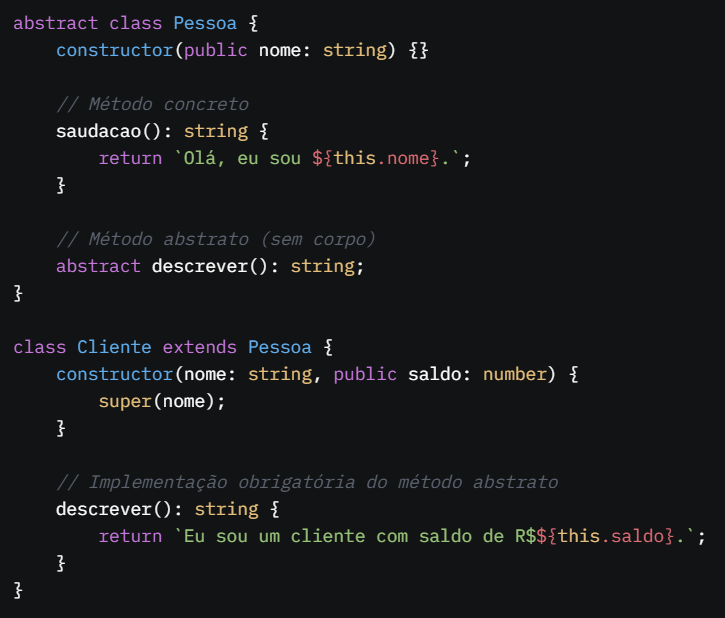 abstract class Pessoa {
    constructor(public nome: string) {}

    // Método concreto
    saudacao(): string {
        return `Olá, eu sou ${this.nome}.`;
    }

    // Método abstrato (sem corpo)
    abstract descrever(): string;
}

class Cliente extends Pessoa {
    constructor(nome: string, public saldo: number) {
        super(nome);
    }

    // Implementação obrigatória do método abstrato
    descrever(): string {
        return `Eu sou um cliente com saldo de R$${this.saldo}.`;
    }
}